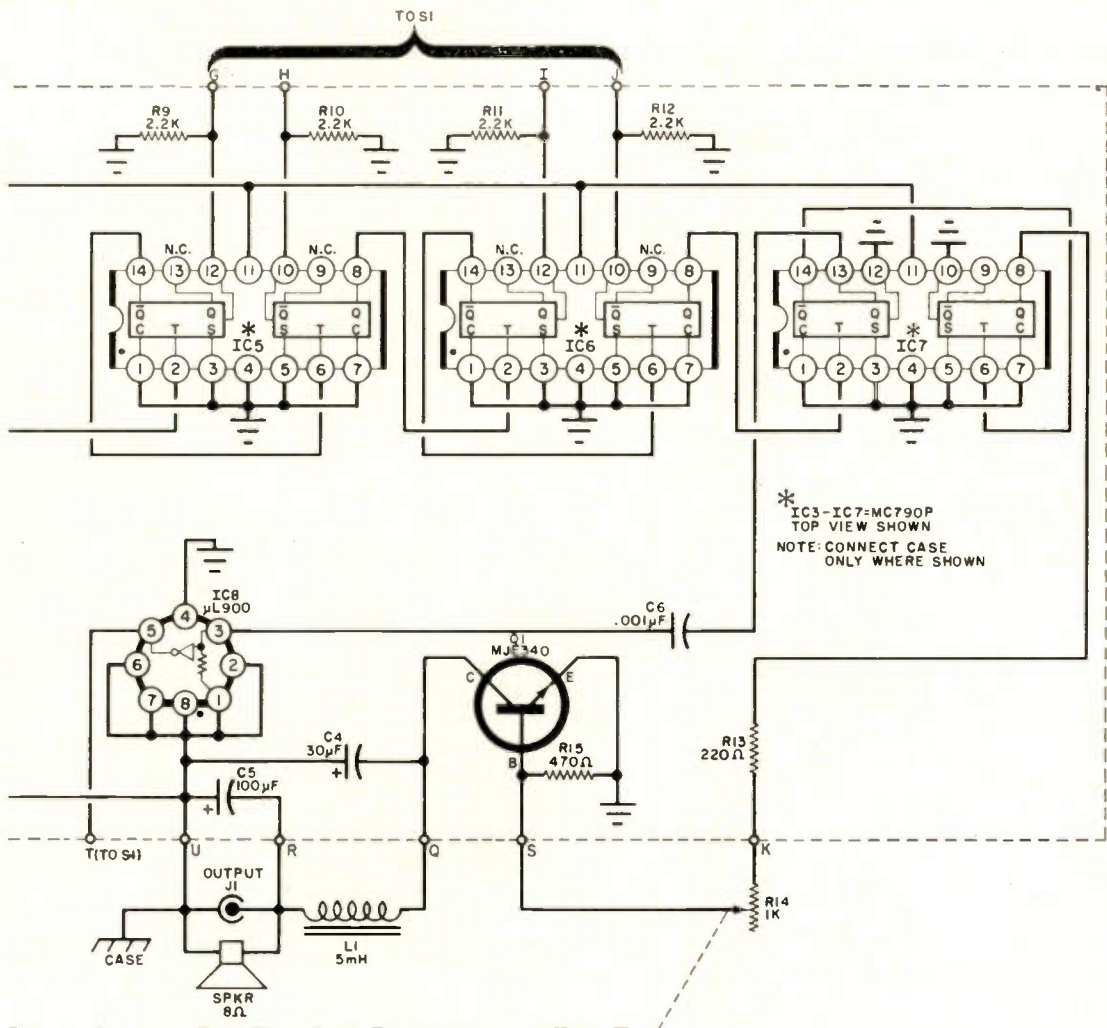 TO S1
G H I J
R9
2.2K
R10
2.2K
R11
2.2K
R12
2.2K
N.C. N.C. N.C. N.C.
14 13 12 11 10 9 8
14 13 12 11 10 9 8
14 13 12 11 10 9 8
Q̅ Q Q̅ Q
C T S S T C
*
IC5
Q̅ Q Q̅ Q
C T S S T C
*
IC6
Q̅ Q Q̅ Q
C T S S T C
*
IC7
1 2 3 4 5 6 7
1 2 3 4 5 6 7
1 2 3 4 5 6 7
*
IC3-IC7=MC790P
TOP VIEW SHOWN
NOTE: CONNECT CASE
ONLY WHERE SHOWN
IC8
µL900
4
5 3
6 2
7 8 1
C6
.001µF
Q1
MJE340
C E
B
R15
470Ω
R13
220Ω
C4
30µF
+
C5
100µF
+
T(TO S4) U R Q S K
OUTPUT
J1
R14
1K
CASE
L1
5mH
SPKR
8Ω